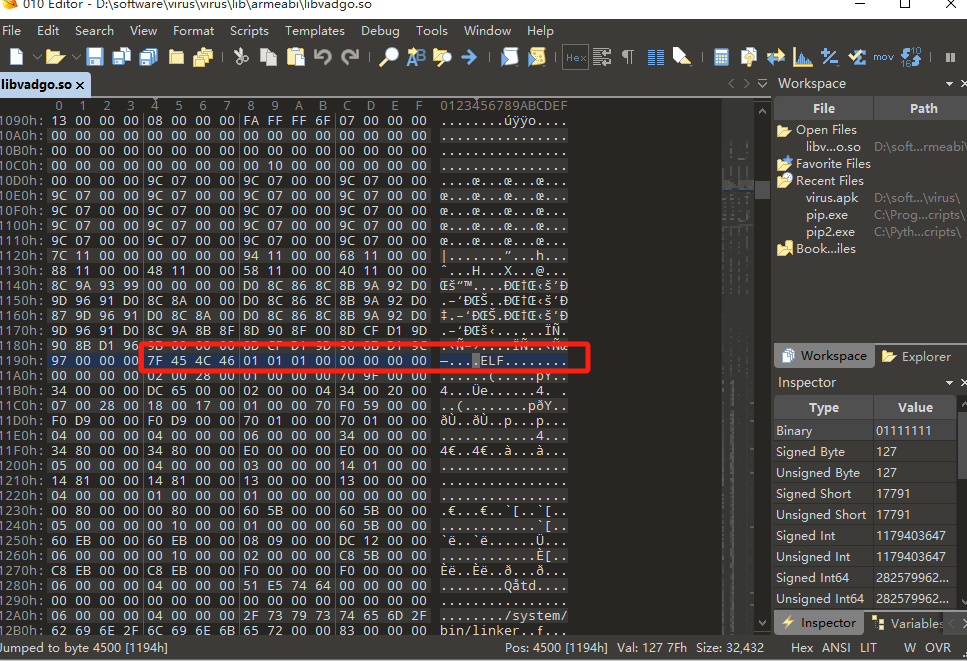 010 Editor - D:\software\virus\virus\lib\armeabi\libvadgo.so
File Edit Search View Format Scripts Templates Debug Tools Window Help
Hex
mov
libvadgo.so ×
Workspace
0 1 2 3 4 5 6 7 8 9 A B C D E F 0123456789ABCDEF
File Path
1090h: 13 00 00 00 08 00 00 00 FA FF FF 6F 07 00 00 00 ........úÿÿo....
10A0h: 00 00 00 00 00 00 00 00 00 00 00 00 00 00 00 00 ................
10B0h: 00 00 00 00 00 00 00 00 00 00 00 00 00 00 00 00 ................
10C0h: 00 00 00 00 00 00 00 00 00 10 00 00 00 00 00 00 ................
10D0h: 00 00 00 00 9C 07 00 00 9C 07 00 00 9C 07 00 00 ....œ...œ...œ...
10E0h: 9C 07 00 00 9C 07 00 00 9C 07 00 00 9C 07 00 00 œ...œ...œ...œ...
10F0h: 9C 07 00 00 9C 07 00 00 9C 07 00 00 9C 07 00 00 œ...œ...œ...œ...
1100h: 9C 07 00 00 9C 07 00 00 9C 07 00 00 9C 07 00 00 œ...œ...œ...œ...
1110h: 9C 07 00 00 9C 07 00 00 9C 07 00 00 9C 07 00 00 œ...œ...œ...œ...
1120h: 7C 11 00 00 00 00 00 00 94 11 00 00 68 11 00 00 |.......”...h...
1130h: 88 11 00 00 48 11 00 00 58 11 00 00 40 11 00 00 ˆ...H...X...@...
1140h: 8C 9A 93 99 00 00 00 00 D0 8C 86 8C 8B 9A 92 D0
1150h: 9D 96 91 D0 8C 8A 00 00 D0 8C 86 8C 8B 9A 92 D0
1160h: 87 9D 96 91 D0 8C 8A 00 D0 8C 86 8C 8B 9A 92 D0
1170h: 9D 96 91 D0 8C 9A 8B 8F 8D 90 8F 00 8D CF D1 9D
1180h: 90 8B D1 96 9B 00 00 00 8D CF D1 9D 90 8B D1 9C
1190h: 97 00 00 00 7F 45 4C 46 01 01 01 00 00 00 00 00 —....ELF........
11A0h: 00 00 00 00 02 00 28 00 01 00 00 00 70 9F 00 00 ......(.....pŸ..
11B0h: 34 00 00 00 DC 65 00 00 02 00 00 04 34 00 20 00 4...Üe......4. .
11C0h: 07 00 28 00 18 00 17 00 01 00 00 00 70 F0 59 00 00 ..(.........pðY..
11D0h: F0 D9 00 00 F0 D9 00 00 70 01 00 00 70 01 00 00 ðÙ..ðÙ..p...p...
11E0h: 04 00 00 00 04 00 00 00 06 00 00 00 34 00 00 00 ............4...
11F0h: 34 80 00 00 34 80 00 00 E0 00 00 00 E0 00 00 00 4€..4€..à...à...
1200h: 05 00 00 00 04 00 00 00 03 00 00 00 14 01 00 00 ................
1210h: 14 81 00 00 14 81 00 00 13 00 00 00 13 00 00 00 ................
1220h: 04 00 00 00 01 00 00 00 01 00 00 00 00 00 00 00 ................
1230h: 00 80 00 00 00 80 00 00 60 5B 00 00 60 5B 00 00 .€...€..`[..`[..
1240h: 05 00 00 00 00 10 00 00 01 00 00 00 60 5B 00 00 ............`[..
1250h: 60 EB 00 00 60 EB 00 00 08 09 00 00 DC 12 00 00 `ë..`ë......Ü...
1260h: 06 00 00 00 00 10 00 00 02 00 00 00 C8 5B 00 00 ............È[..
1270h: C8 EB 00 00 C8 EB 00 00 F0 00 00 00 F0 00 00 00 Èë..Èë..ð...ð...
1280h: 06 00 00 00 04 00 00 00 51 E5 74 64 00 00 00 00 ........Qåtd....
1290h: 00 00 00 00 00 00 00 00 00 00 00 00 00 00 00 00 ................
12A0h: 06 00 00 00 04 00 00 00 2F 73 79 73 74 65 6D 2F ......../system/
12B0h: 62 69 6E 2F 6C 69 6E 6B 65 72 00 00 83 00 00 00 bin/linker..ƒ...
Open Files
libv...o.so D:\soft...rmeabi\
Favorite Files
Recent Files
virus.apk D:\soft...\virus\
pip.exe C:\Prog...cripts\
pip2.exe C:\Pyth...cripts\
Book...iles
Workspace Explorer
Inspector
Type Value
Binary 01111111
Signed Byte 127
Unsigned Byte 127
Signed Short 17791
Unsigned Short 17791
Signed Int 1179403647
Unsigned Int 1179403647
Signed Int64 282579962...
Unsigned Int64 282579962...
Inspector Variables
Jumped to byte 4500 [1194h] Pos: 4500 [1194h] Val: 127 7Fh Size: 32,432 Hex ANSI LIT W OVR